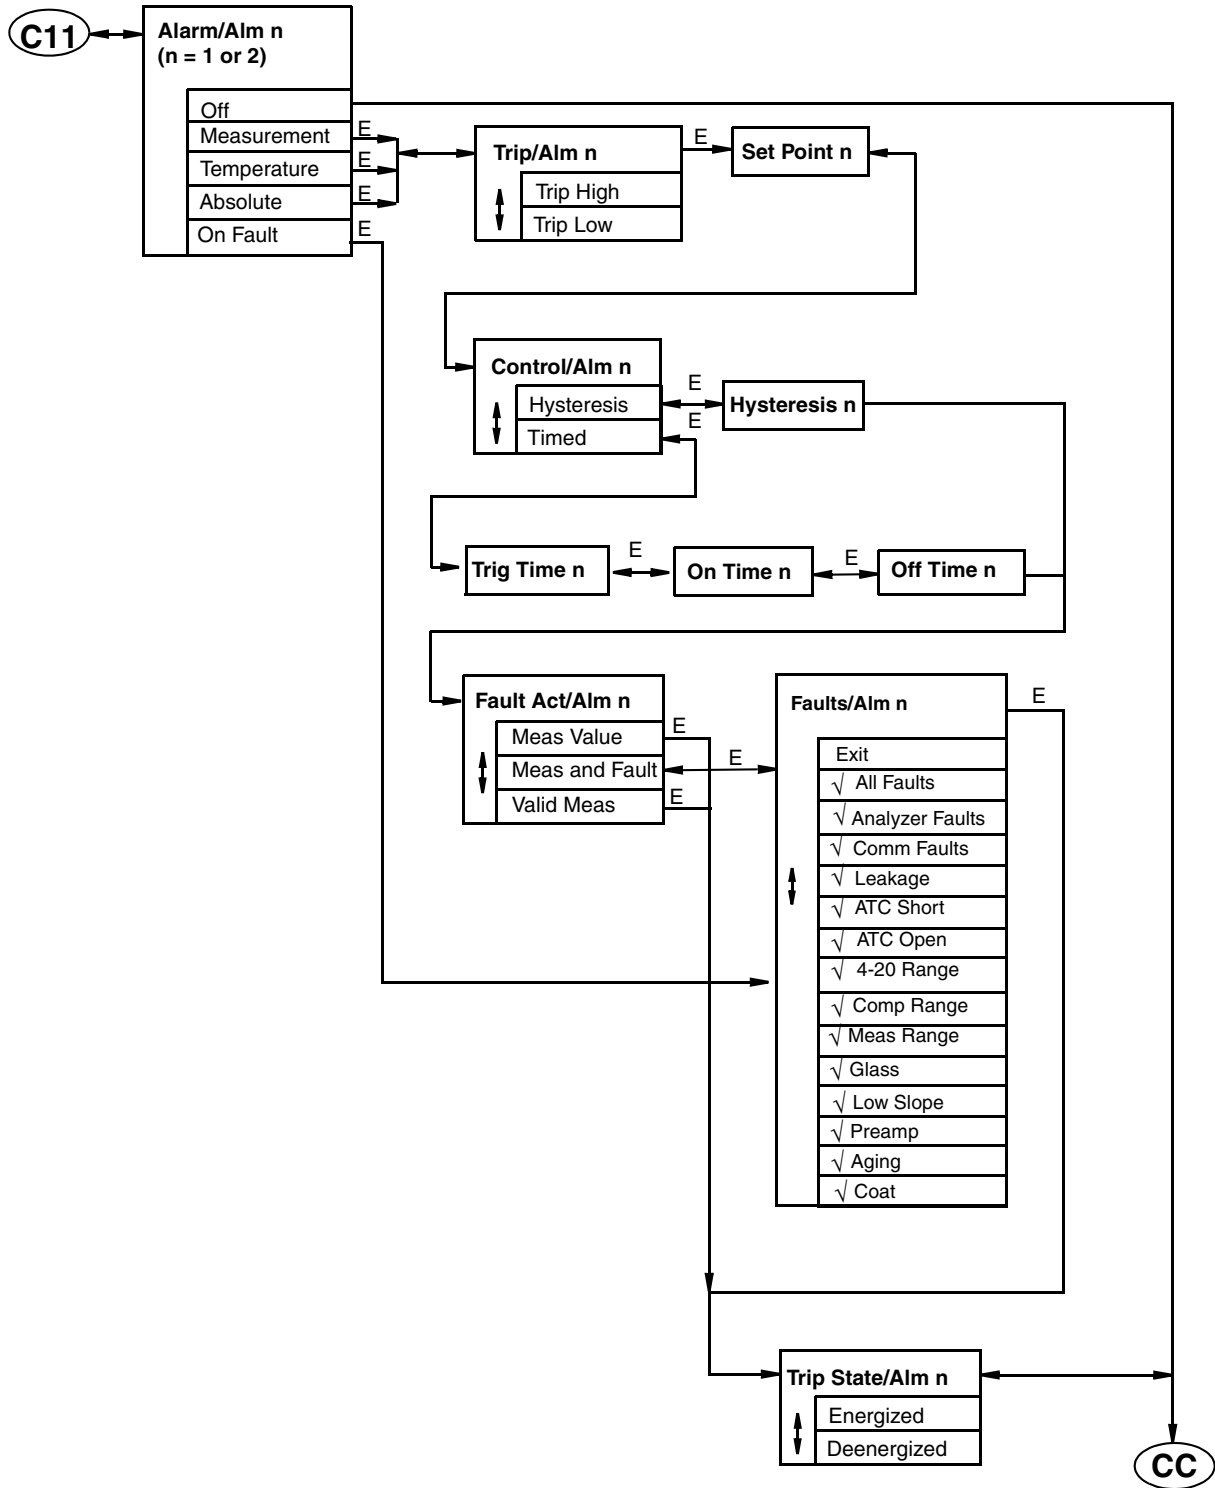 C11
Alarm/Alm n
(n = 1 or 2)
Off
Measurement
E
Temperature
E
Absolute
E
On Fault
E
Trip/Alm n
Trip High
Trip Low
E
Set Point n
Control/Alm n
Hysteresis
Timed
E
E
Hysteresis n
Trig Time n
E
On Time n
E
Off Time n
Fault Act/Alm n
Meas Value
E
Meas and Fault
E
Valid Meas
E
Faults/Alm n
E
Exit
√ All Faults
√ Analyzer Faults
√ Comm Faults
√ Leakage
√ ATC Short
√ ATC Open
√ 4-20 Range
√ Comp Range
√ Meas Range
√ Glass
√ Low Slope
√ Preamp
√ Aging
√ Coat
Trip State/Alm n
Energized
Deenergized
CC